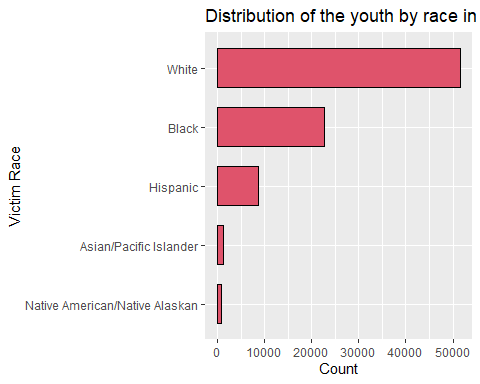 Distribution of the youth by race in
Victim Race
White
Black
Hispanic
Asian/Pacific Islander
Native American/Native Alaskan
0 10000 20000 30000 40000 50000
Count